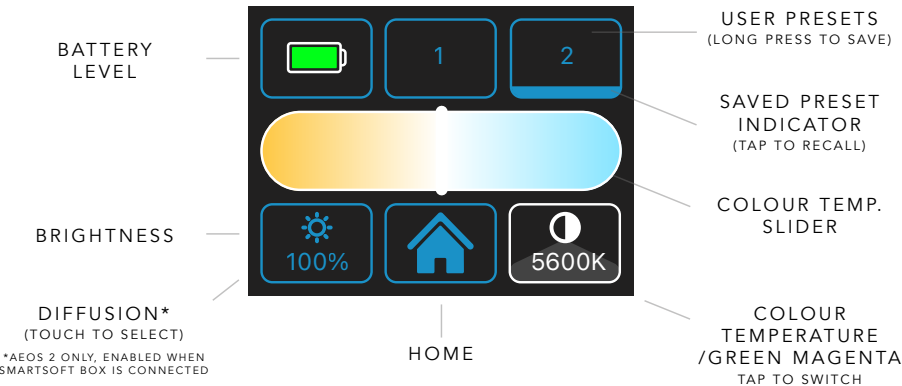 BATTERY
LEVEL
1
2
USER PRESETS
(LONG PRESS TO SAVE)
SAVED PRESET
INDICATOR
(TAP TO RECALL)
COLOUR TEMP.
SLIDER
BRIGHTNESS
100%
5600K
DIFFUSION*
(TOUCH TO SELECT)
*AEOS 2 ONLY, ENABLED WHEN
SMARTSOFT BOX IS CONNECTED
HOME
COLOUR
TEMPERATURE
/GREEN MAGENTA
TAP TO SWITCH